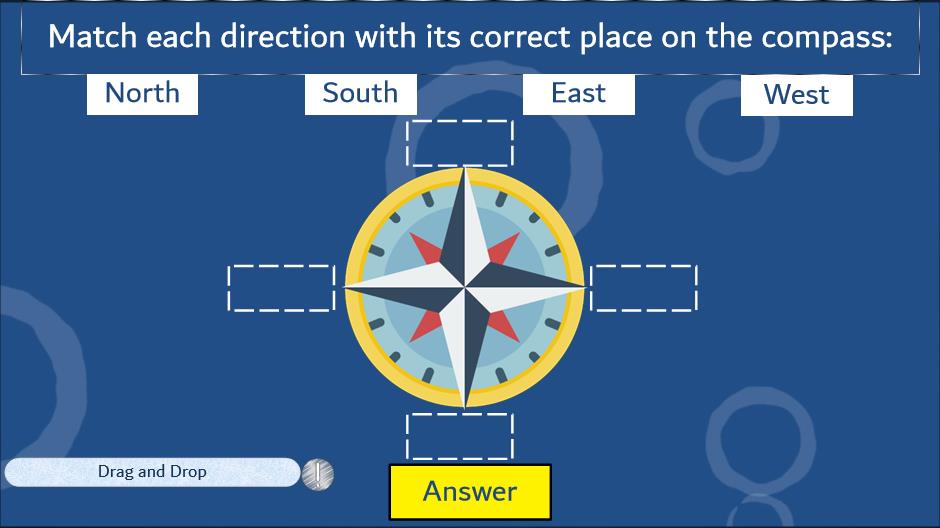 Match each direction with its correct place on the compass:
North South East West
Drag and Drop !
Answer